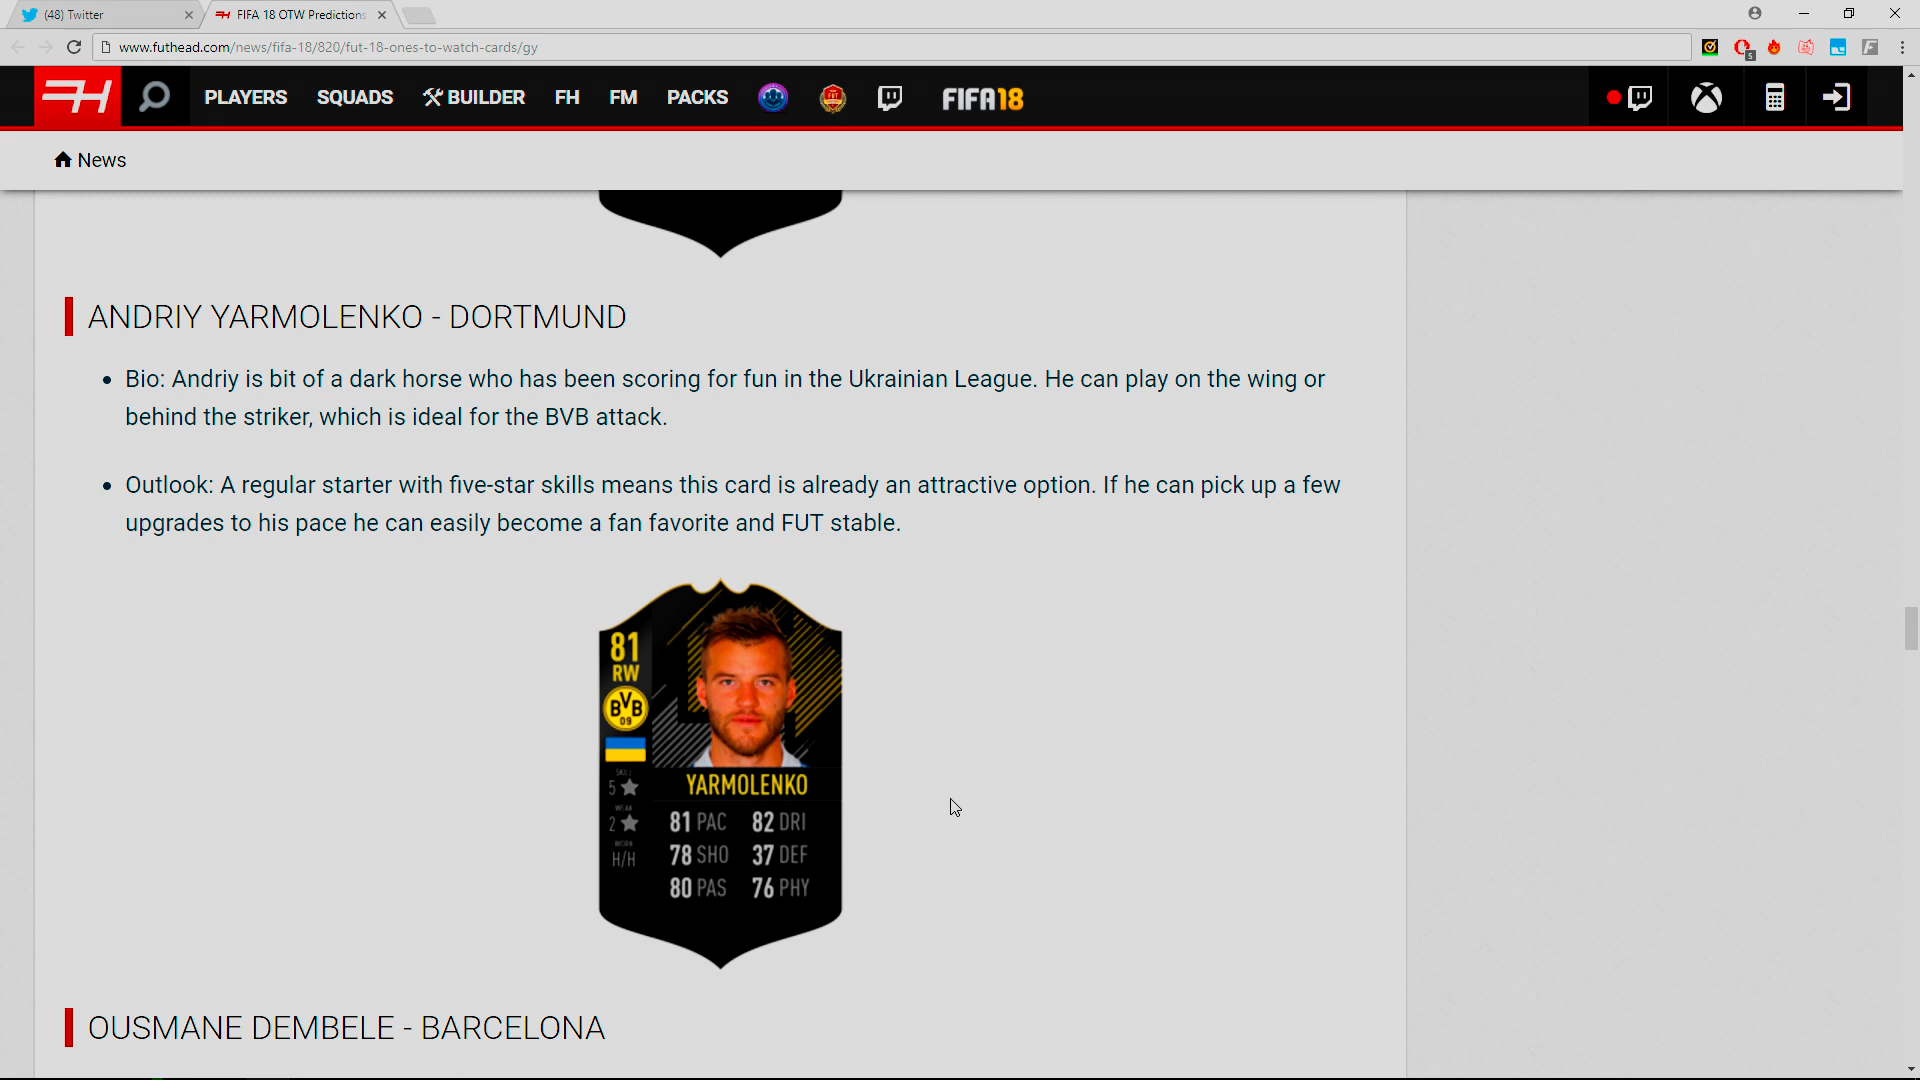 (48) Twitter
FIFA 18 OTW Predictions
www.futhead.com/news/fifa-18/820/fut-18-ones-to-watch-cards/gy
5
FH
PLAYERS
SQUADS
BUILDER
FH
FM
PACKS
FIFA18
News
ANDRIY YARMOLENKO - DORTMUND
Bio: Andriy is bit of a dark horse who has been scoring for fun in the Ukrainian League. He can play on the wing or
behind the striker, which is ideal for the BVB attack.
Outlook: A regular starter with five-star skills means this card is already an attractive option. If he can pick up a few
upgrades to his pace he can easily become a fan favorite and FUT stable.
81
RW
BVB
09
SKILL
5
WEAK
2
WORK
H/H
YARMOLENKO
81 PAC 82 DRI
78 SHO 37 DEF
80 PAS 76 PHY
OUSMANE DEMBELE - BARCELONA